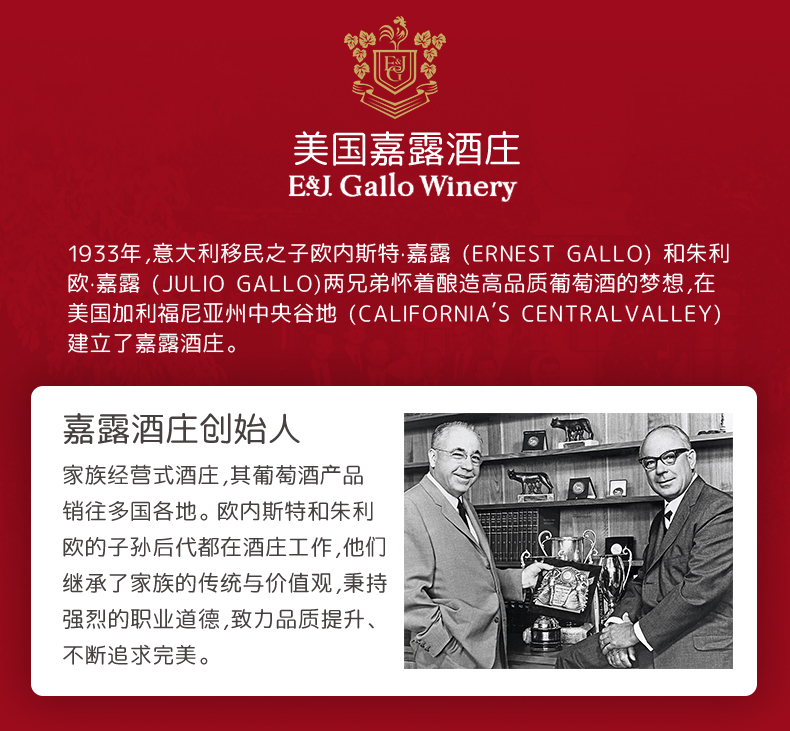 E&J
G
美国嘉露酒庄
E&J. Gallo Winery
1933年,意大利移民之子欧内斯特·嘉露 (ERNEST GALLO) 和朱利
欧·嘉露 (JULIO GALLO)两兄弟怀着酿造高品质葡萄酒的梦想,在
美国加利福尼亚州中央谷地 (CALIFORNIA'S CENTRALVALLEY)
建立了嘉露酒庄。
嘉露酒庄创始人
家族经营式酒庄,其葡萄酒产品
销往多国各地。欧内斯特和朱利
欧的子孙后代都在酒庄工作,他们
继承了家族的传统与价值观,秉持
强烈的职业道德,致力品质提升、
不断追求完美。